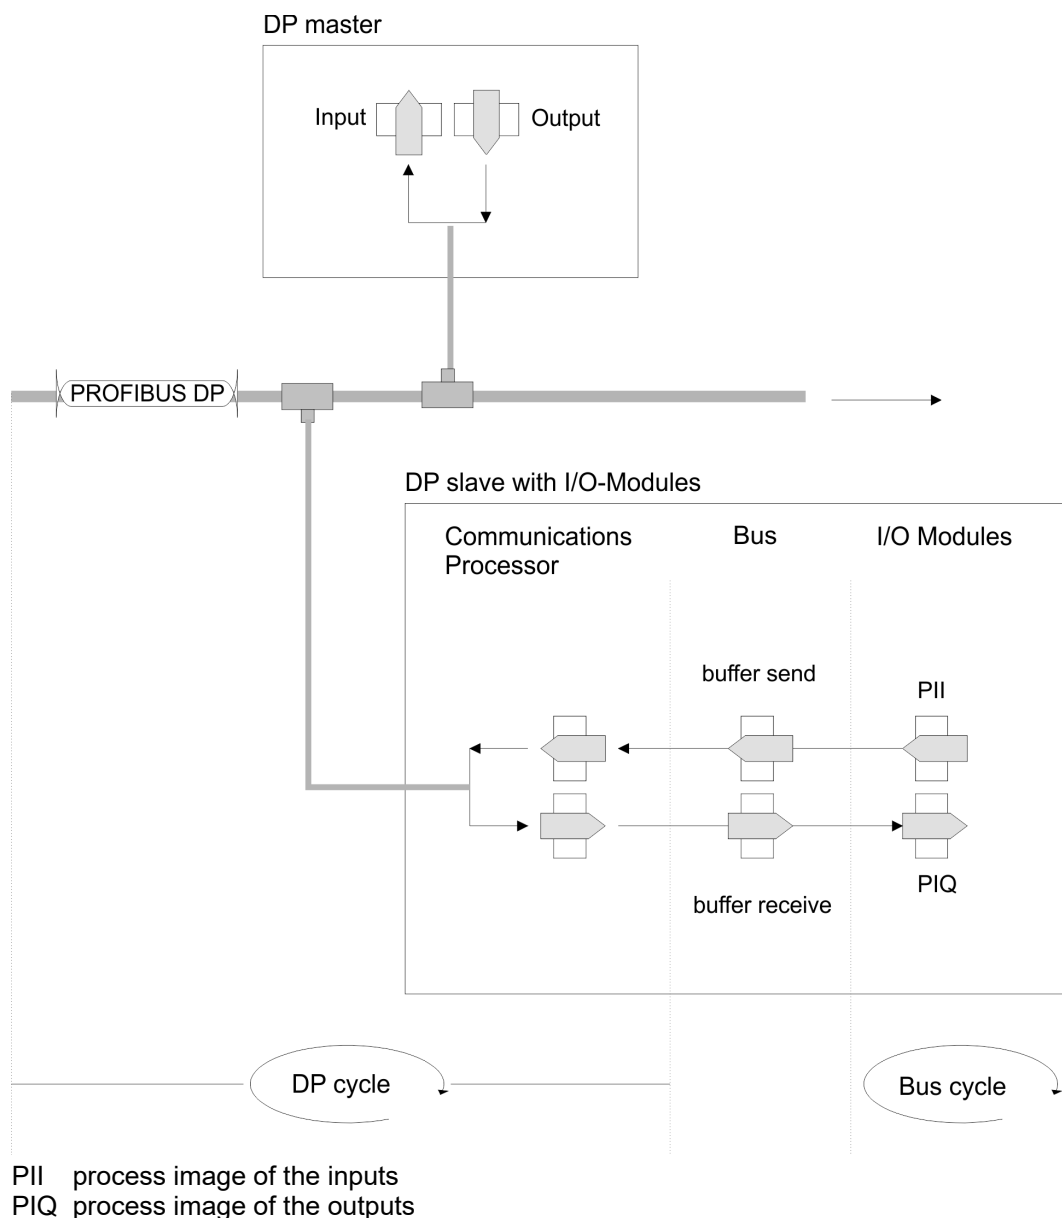 DP master
Input
Output
PROFIBUS DP
DP slave with I/O-Modules
Communications
Processor
Bus
I/O Modules
buffer send
PII
PIQ
buffer receive
DP cycle
Bus cycle
PII process image of the inputs
PIQ process image of the outputs